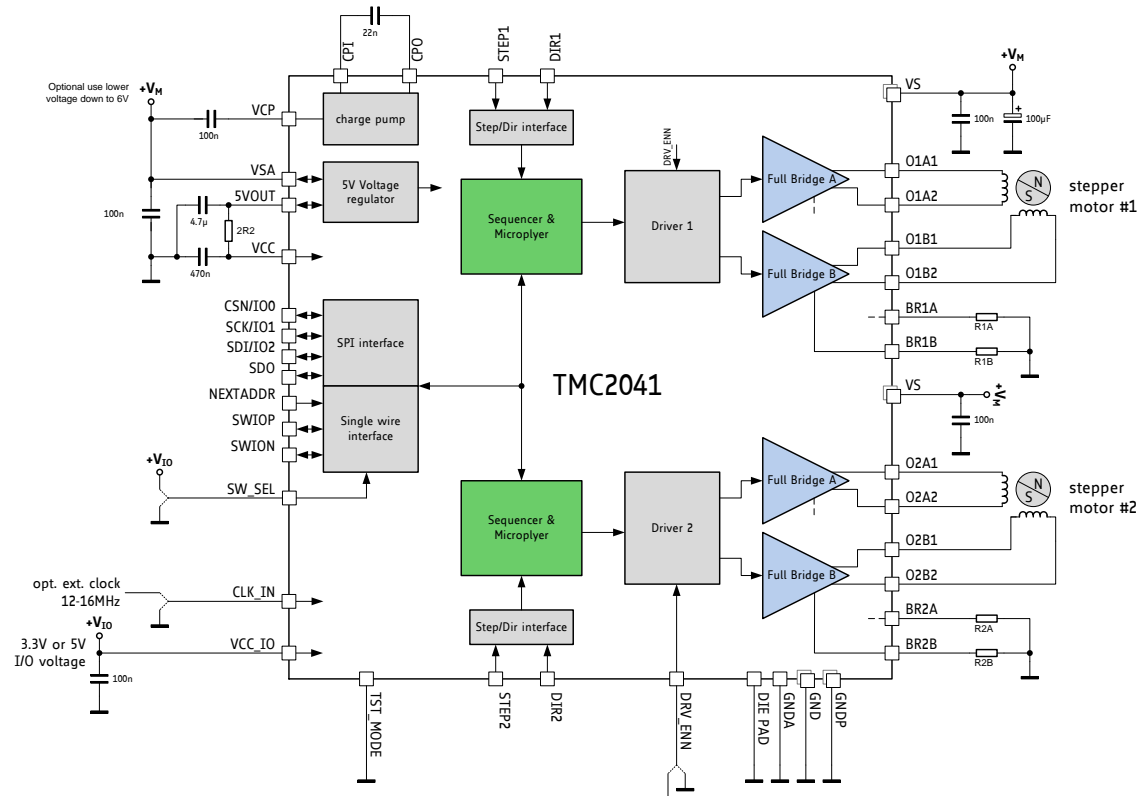 22n
CPI
CPO
STEP1
DIR1
+VM
Optional use lower
voltage down to 6V
+VM
VCP
100n
charge pump
Step/Dir interface
VS
100n
+
100µF
VSA
5VOUT
5V Voltage
regulator
100n
4.7µ
2R2
VCC
470n
DRV_ENN
Sequencer &
Microplyer
Driver 1
Full Bridge A
Full Bridge B
O1A1
O1A2
O1B1
O1B2
N
S
stepper
motor #1
BR1A
R1A
BR1B
R1B
CSN/IO0
SCK/IO1
SDI/IO2
SDO
NEXTADDR
SWIOP
SWION
SPI interface
Single wire
interface
TMC2041
VS
+VM
100n
+VIO
SW_SEL
Sequencer &
Microplyer
Driver 2
Full Bridge A
Full Bridge B
O2A1
O2A2
O2B1
O2B2
N
S
stepper
motor #2
opt. ext. clock
12-16MHz
CLK_IN
+VIO
3.3V or 5V
I/O voltage
VCC_IO
100n
Step/Dir interface
BR2A
R2A
BR2B
R2B
TST_MODE
STEP2
DIR2
DRV_ENN
DIE PAD
GNDA
GND
GNDP